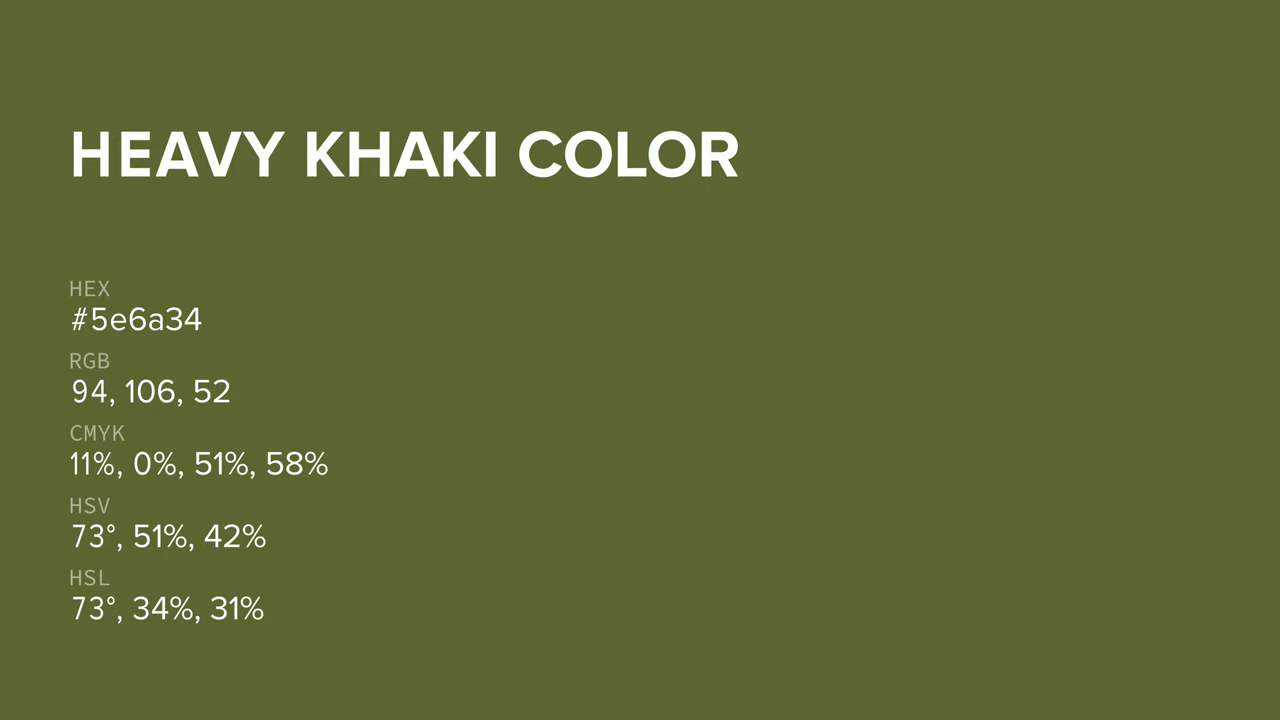 HEAVY KHAKI COLOR
HEX
#5e6a34
RGB
94, 106, 52
CMYK
11%, 0%, 51%, 58%
HSV
73°, 51%, 42%
HSL
73°, 34%, 31%